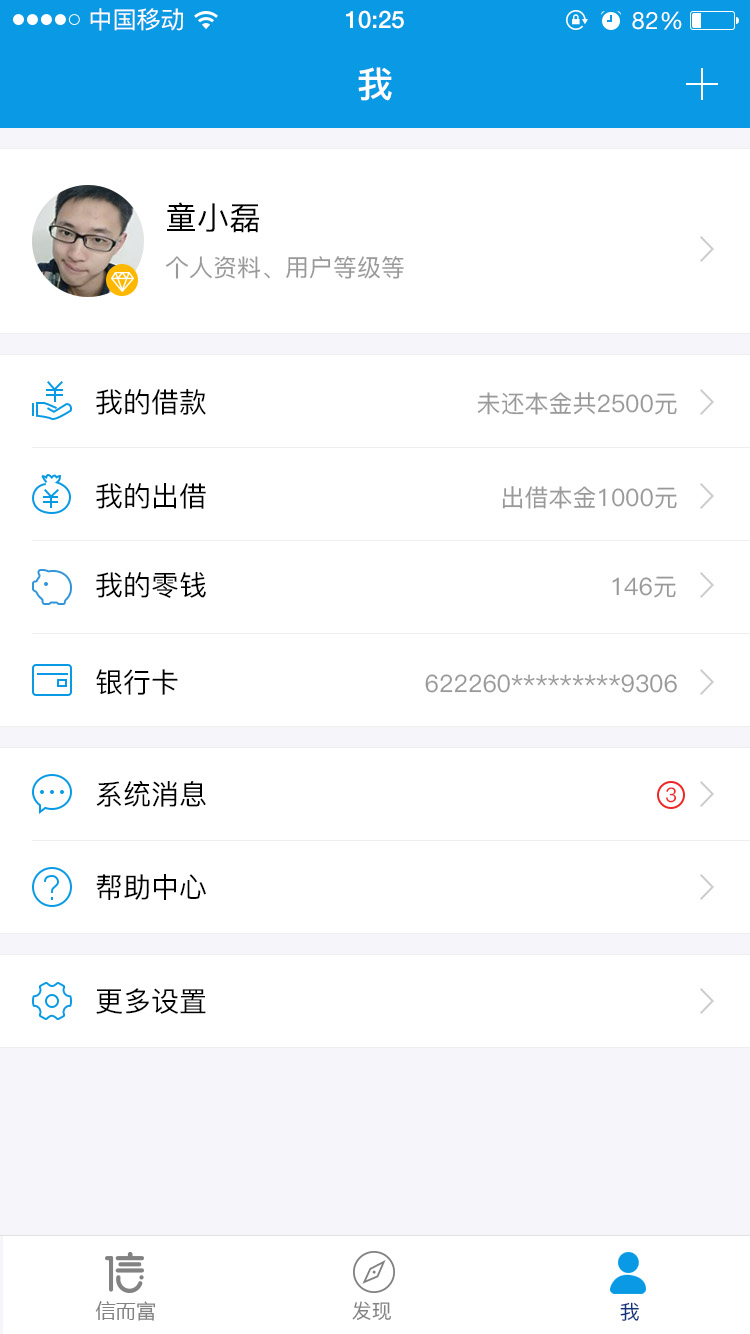 中国移动 10:25 82%
我
童小磊
个人资料、用户等级等
我的借款 未还本金共2500元
我的出借 出借本金1000元
我的零钱 146元
银行卡 622260*********9306
系统消息 3
帮助中心
更多设置
信
信而富 发现 我